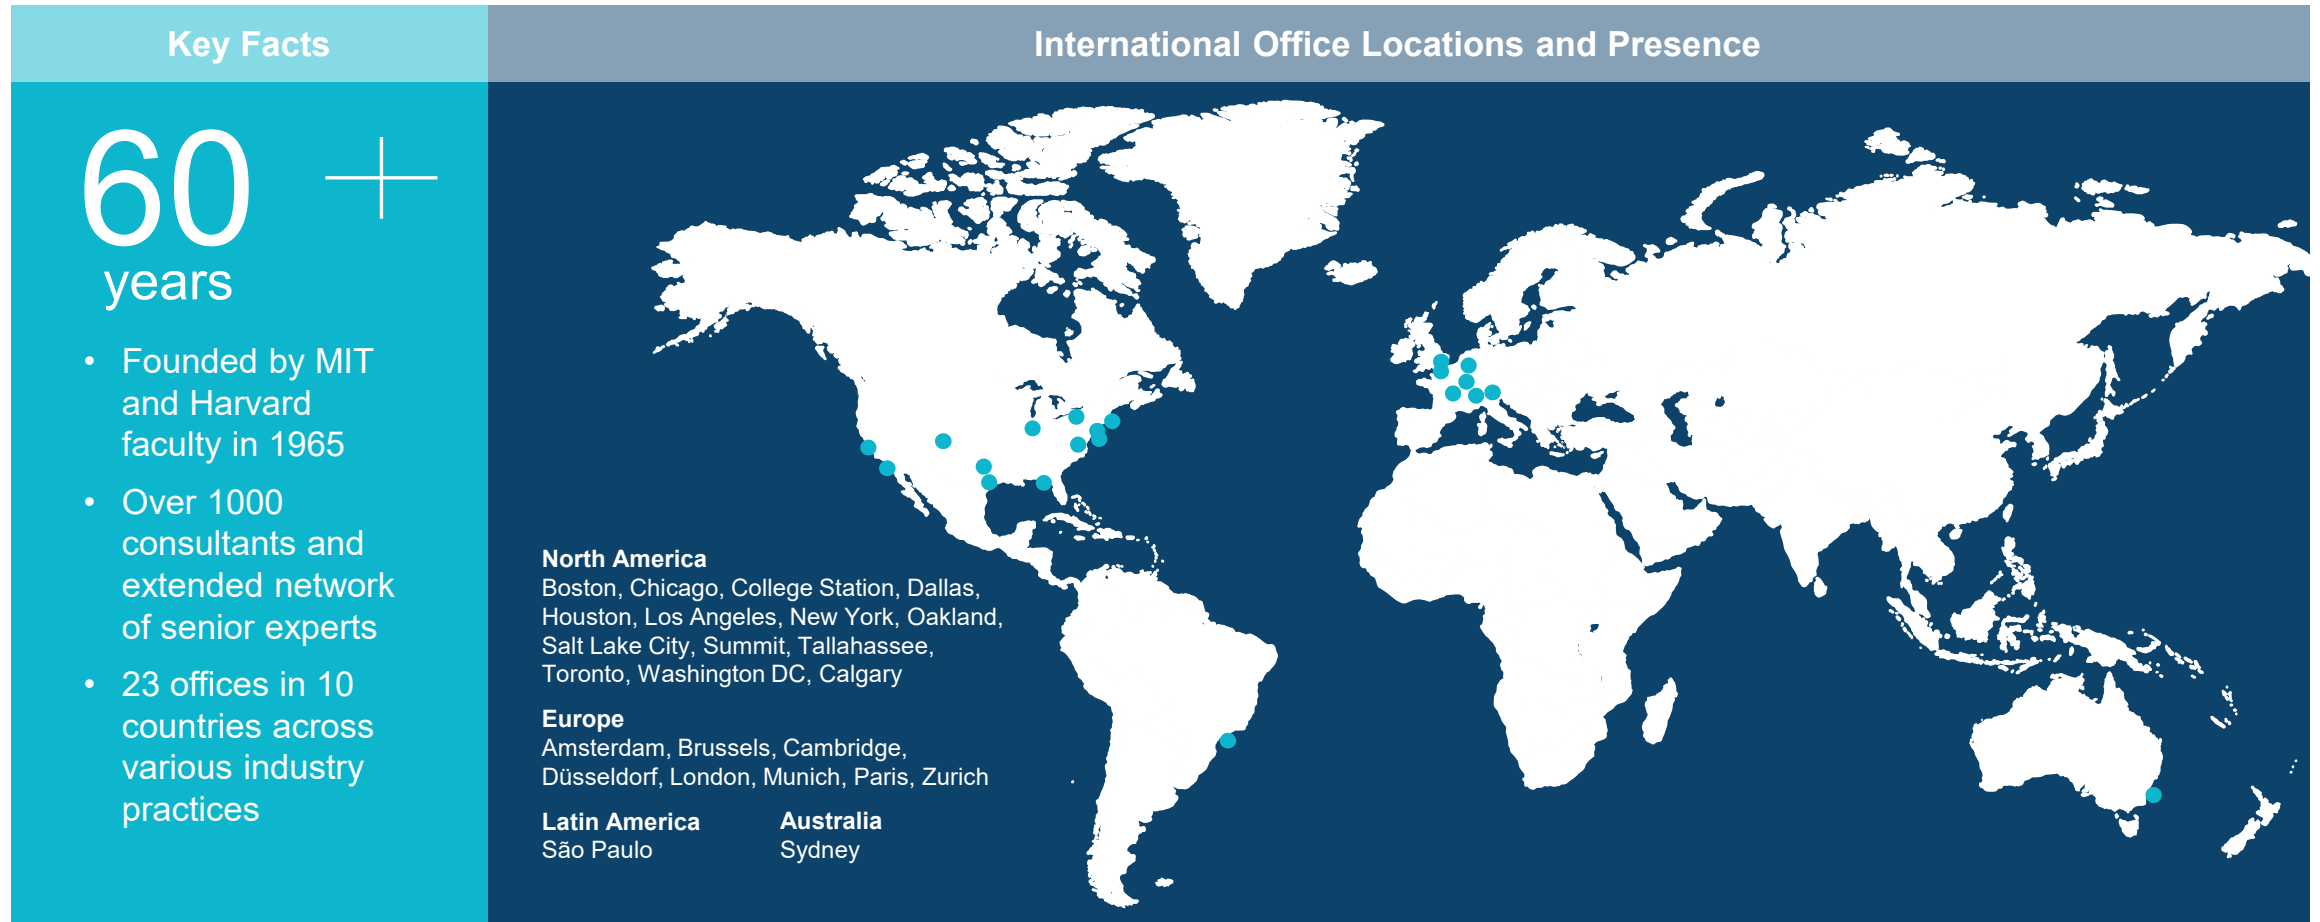 Key Facts
60
years
• Founded by MIT
and Harvard
faculty in 1965
• Over 1000
consultants and
extended network
of senior experts
• 23 offices in 10
countries across
various industry
practices
International Office Locations and Presence
North America
Boston, Chicago, College Station, Dallas,
Houston, Los Angeles, New York, Oakland,
Salt Lake City, Summit, Tallahassee,
Toronto, Washington DC, Calgary
Europe
Amsterdam, Brussels, Cambridge,
Düsseldorf, London, Munich, Paris, Zurich
Latin America
São Paulo
Australia
Sydney